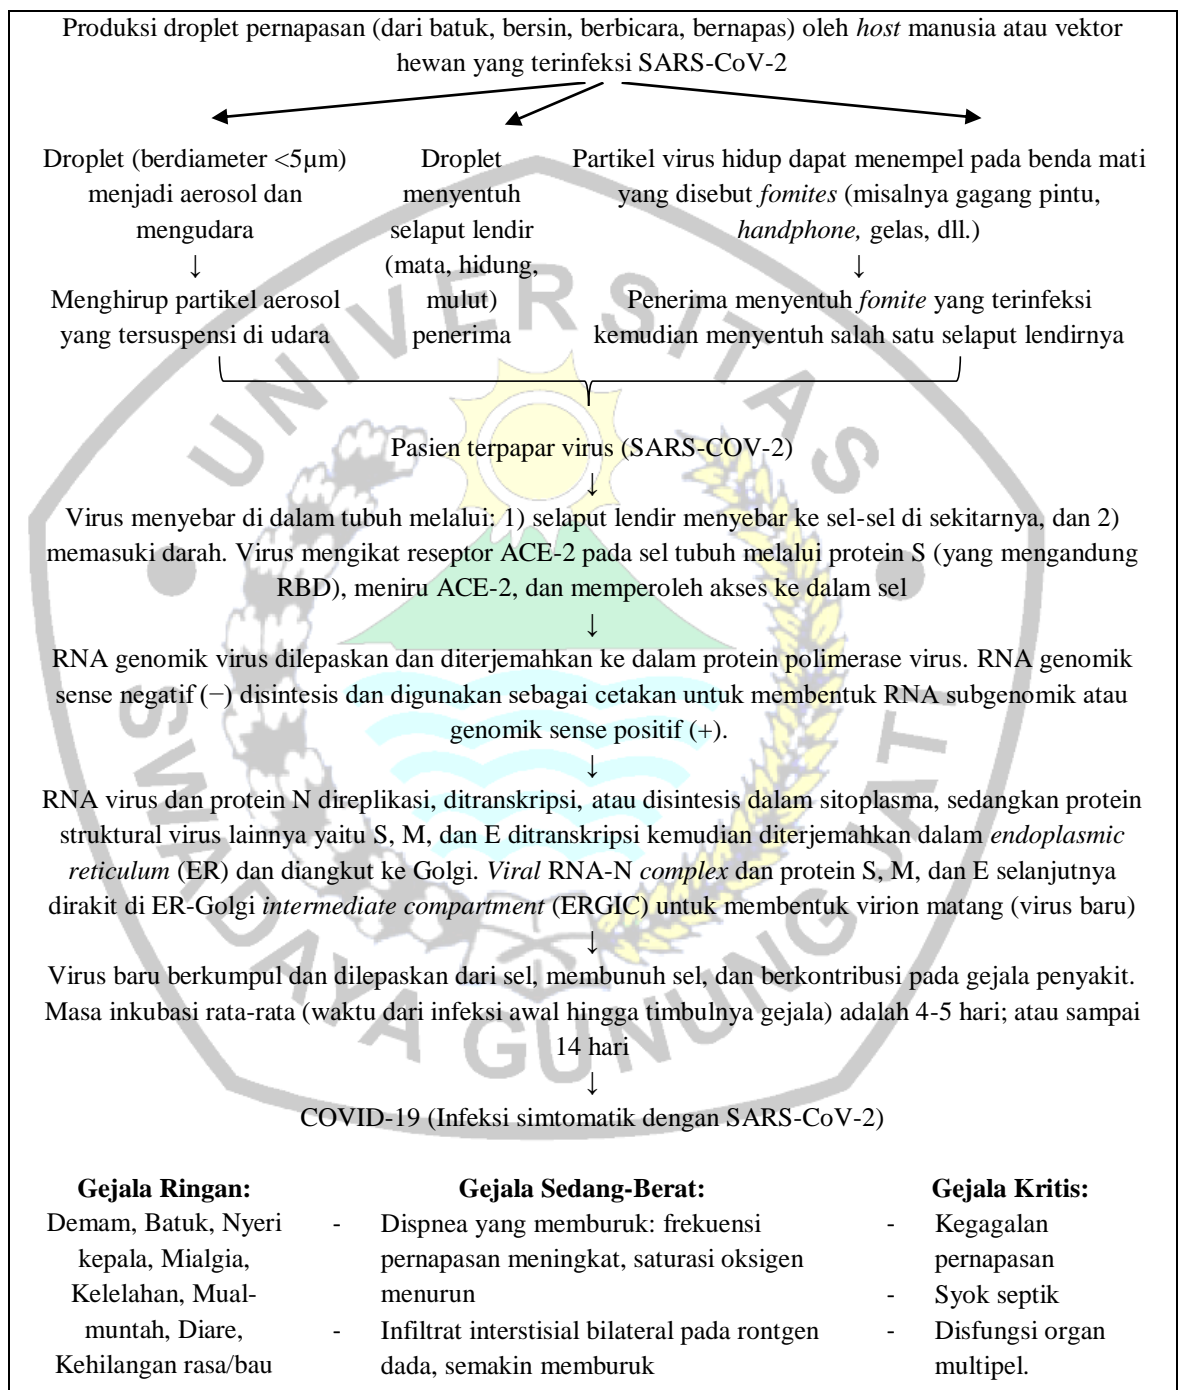 Produksi droplet pernapasan (dari batuk, bersin, berbicara, bernapas) oleh host manusia atau vektor
hewan yang terinfeksi SARS-CoV-2
Droplet (berdiameter <5µm)
menjadi aerosol dan
mengudara
↓
Menghirup partikel aerosol
yang tersuspensi di udara
Droplet
menyentuh
selaput lendir
(mata, hidung,
mulut)
penerima
Partikel virus hidup dapat menempel pada benda mati
yang disebut fomites (misalnya gagang pintu,
handphone, gelas, dll.)
↓
Penerima menyentuh fomite yang terinfeksi
kemudian menyentuh salah satu selaput lendirnya
Pasien terpapar virus (SARS-COV-2)
↓
Virus menyebar di dalam tubuh melalui: 1) selaput lendir menyebar ke sel-sel di sekitarnya, dan 2)
memasuki darah. Virus mengikat reseptor ACE-2 pada sel tubuh melalui protein S (yang mengandung
RBD), meniru ACE-2, dan memperoleh akses ke dalam sel
↓
RNA genomik virus dilepaskan dan diterjemahkan ke dalam protein polimerase virus. RNA genomik
sense negatif (−) disintesis dan digunakan sebagai cetakan untuk membentuk RNA subgenomik atau
genomik sense positif (+).
↓
RNA virus dan protein N direplikasi, ditranskripsi, atau disintesis dalam sitoplasma, sedangkan protein
struktural virus lainnya yaitu S, M, dan E ditranskripsi kemudian diterjemahkan dalam endoplasmic
reticulum (ER) dan diangkut ke Golgi. Viral RNA-N complex dan protein S, M, dan E selanjutnya
dirakit di ER-Golgi intermediate compartment (ERGIC) untuk membentuk virion matang (virus baru)
↓
Virus baru berkumpul dan dilepaskan dari sel, membunuh sel, dan berkontribusi pada gejala penyakit.
Masa inkubasi rata-rata (waktu dari infeksi awal hingga timbulnya gejala) adalah 4-5 hari; atau sampai
14 hari
↓
COVID-19 (Infeksi simtomatik dengan SARS-CoV-2)
Gejala Ringan:
Demam, Batuk, Nyeri
kepala, Mialgia,
Kelelahan, Mual-
muntah, Diare,
Kehilangan rasa/bau
Gejala Sedang-Berat:
- Dispnea yang memburuk: frekuensi
pernapasan meningkat, saturasi oksigen
menurun
- Infiltrat interstisial bilateral pada rontgen
dada, semakin memburuk
Gejala Kritis:
- Kegagalan
pernapasan
- Syok septik
- Disfungsi organ
multipel.
UNIVERSITAS
SWADAYA GUNUNG JATI